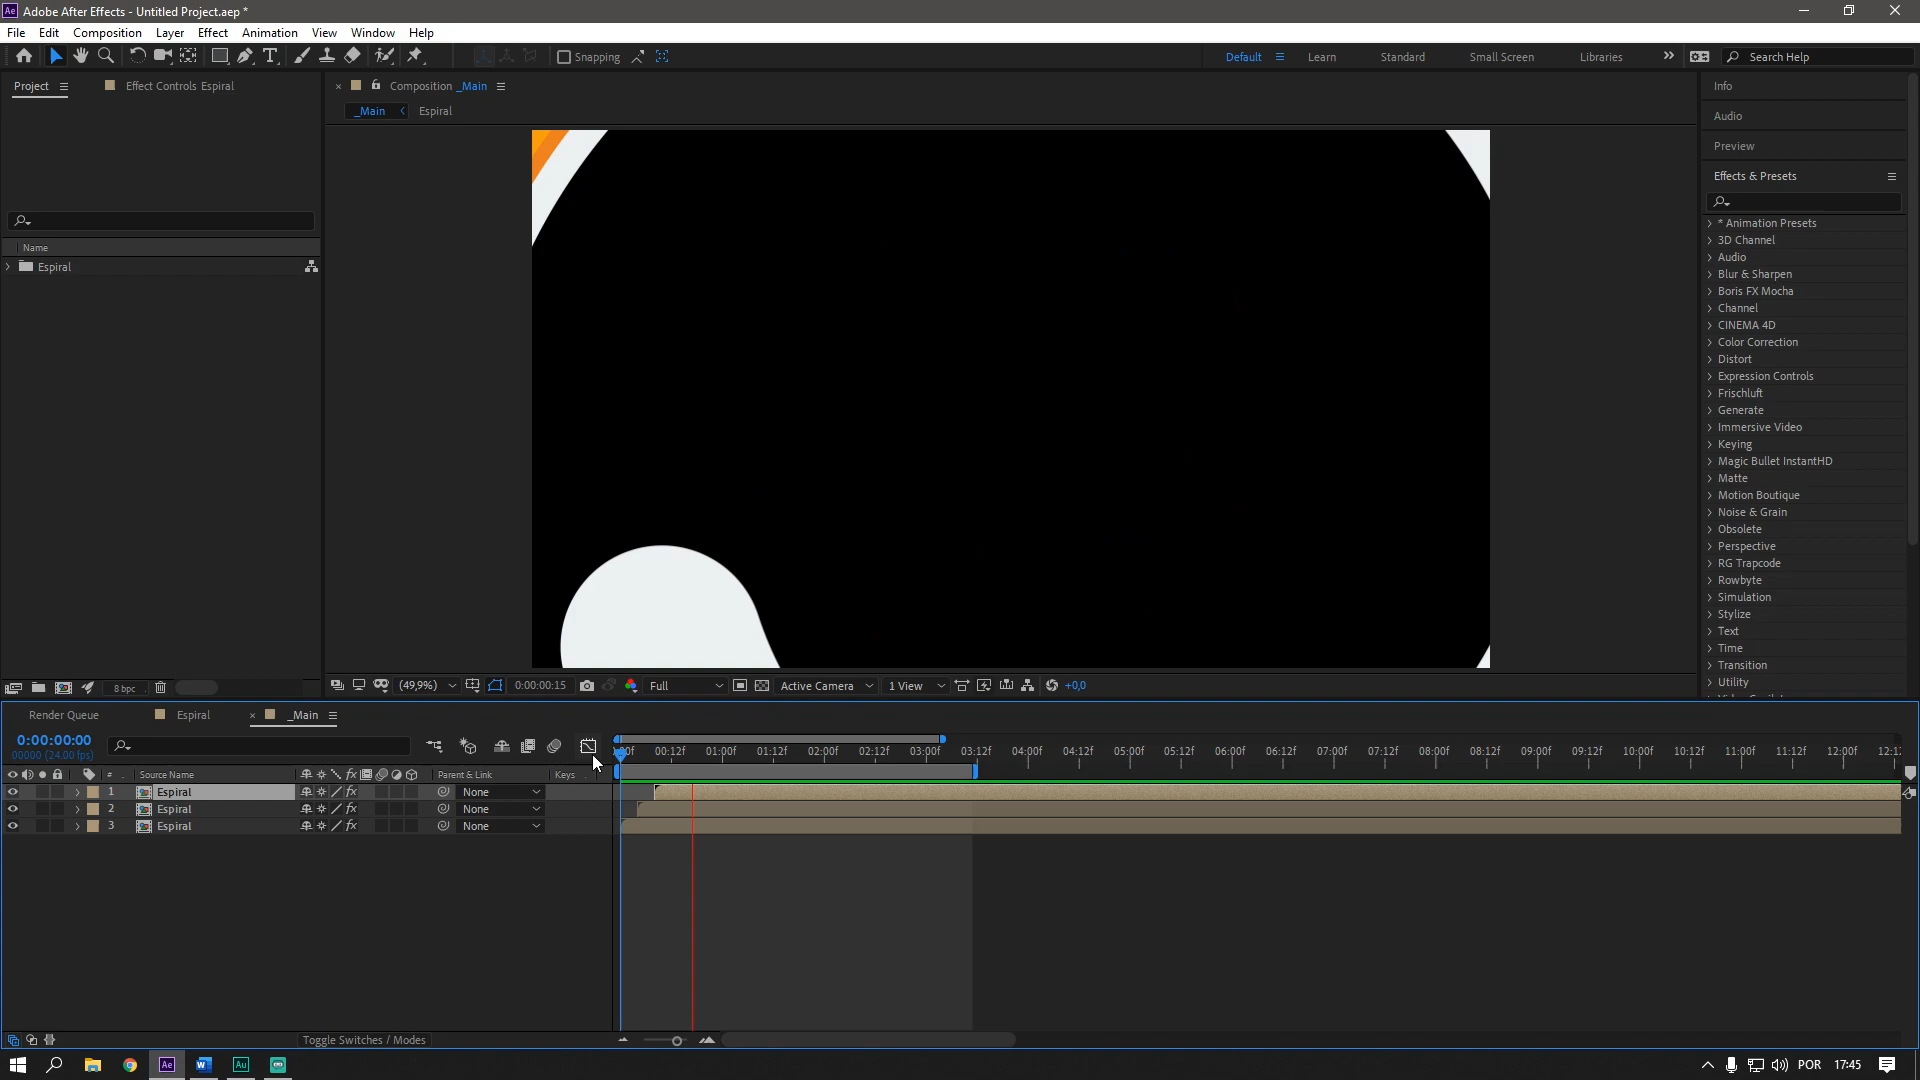 Adobe After Effects - Untitled Project.aep *
File Edit Composition Layer Effect Animation View Window Help
Snapping Default Learn Standard Small Screen Libraries Search Help
Project Effect Controls Espiral
Composition _Main
_Main Espiral
Name
Espiral
8 bpc
(49,9%) 0:00:00:15 Full Active Camera 1 View +0,0
Info
Audio
Preview
Effects & Presets
* Animation Presets
3D Channel
Audio
Blur & Sharpen
Boris FX Mocha
Channel
CINEMA 4D
Color Correction
Distort
Expression Controls
Frischluft
Generate
Immersive Video
Keying
Magic Bullet InstantHD
Matte
Motion Boutique
Noise & Grain
Obsolete
Perspective
RG Trapcode
Rowbyte
Simulation
Stylize
Text
Time
Transition
Utility
Render Queue Espiral _Main
0:00:00:00
00000 (24.00 fps)
00:12f 01:00f 01:12f 02:00f 02:12f 03:00f 03:12f 04:00f 04:12f 05:00f 05:12f 06:00f 06:12f 07:00f 07:12f 08:00f 08:12f 09:00f 09:12f 10:00f 10:12f 11:00f 11:12f 12:00f
# Source Name Parent & Link Keys
1 Espiral None
2 Espiral None
3 Espiral None
Toggle Switches / Modes
Ae W Au POR 17:45